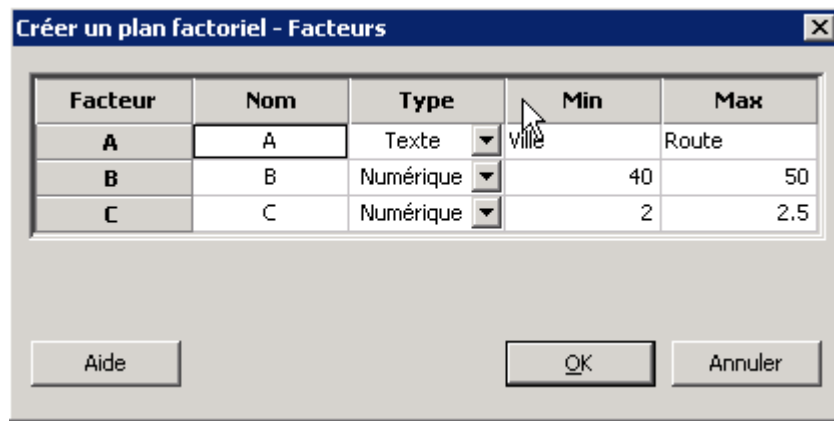 Créer un plan factoriel - Facteurs
Facteur Nom Type Min Max
A A Texte Ville Route
B B Numérique 40 50
C C Numérique 2 2.5
Aide OK Annuler